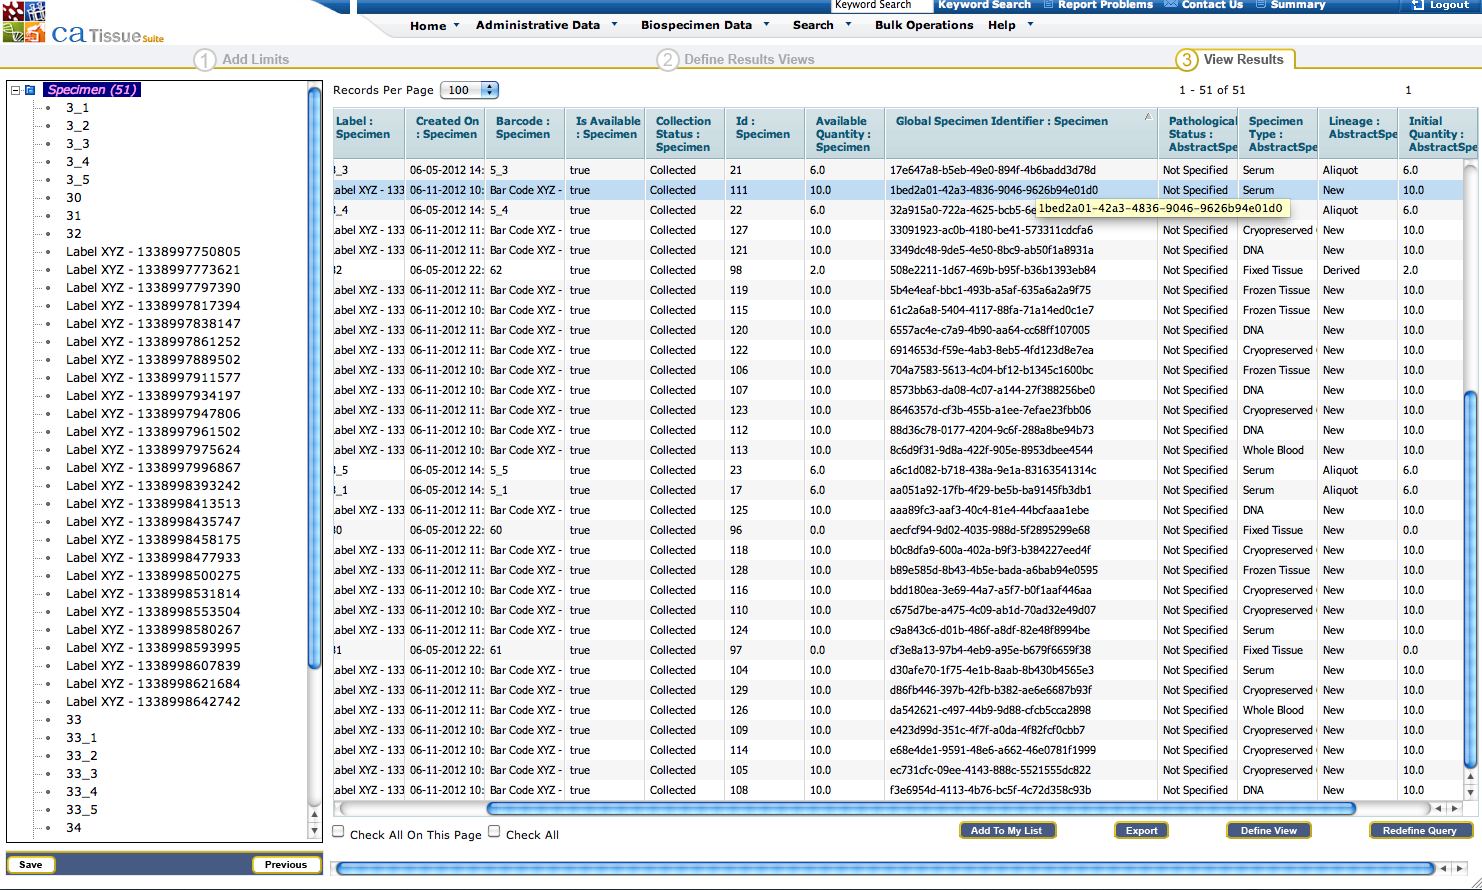 Keyword Search Keyword Search Report Problems Contact Us Summary Logout
ca Tissue Suite
Home Administrative Data Biospecimen Data Search Bulk Operations Help
1 Add Limits 2 Define Results Views 3 View Results
Specimen (51)
3_1
3_2
3_3
3_4
3_5
30
31
32
Label XYZ - 1338997750805
Label XYZ - 1338997773621
Label XYZ - 1338997797390
Label XYZ - 1338997817394
Label XYZ - 1338997838147
Label XYZ - 1338997861252
Label XYZ - 1338997889502
Label XYZ - 1338997911577
Label XYZ - 1338997934197
Label XYZ - 1338997947806
Label XYZ - 1338997961502
Label XYZ - 1338997975624
Label XYZ - 1338997996867
Label XYZ - 1338998393242
Label XYZ - 1338998413513
Label XYZ - 1338998435747
Label XYZ - 1338998458175
Label XYZ - 1338998477933
Label XYZ - 1338998500275
Label XYZ - 1338998531814
Label XYZ - 1338998553504
Label XYZ - 1338998580267
Label XYZ - 1338998593995
Label XYZ - 1338998607839
Label XYZ - 1338998621684
Label XYZ - 1338998642742
33
33_1
33_2
33_3
33_4
33_5
34
Save Previous
Records Per Page 100 1 - 51 of 51 1
Label : Created On Barcode : Is Available Collection Id : Available Global Specimen Identifier : Specimen Pathological Specimen Lineage : Initial
Specimen : Specimen Specimen : Specimen Status : Specimen Quantity : Status : Type : AbstractSpe Quantity :
Specimen Specimen AbstractSpe AbstractSpe AbstractSpe
3_3 06-05-2012 14: 5_3 true Collected 21 6.0 17e647a8-b5eb-49e0-894f-4b6badd3d78d Not Specified Serum Aliquot 6.0
Label XYZ - 133 06-11-2012 10: Bar Code XYZ - true Collected 111 10.0 1bed2a01-42a3-4836-9046-9626b94e01d0 Not Specified Serum New 10.0
3_4 06-05-2012 14: 5_4 true Collected 22 6.0 32a915a0-722a-4625-bcb5-6e 1bed2a01-42a3-4836-9046-9626b94e01d0 Aliquot 6.0
Label XYZ - 133 06-11-2012 11: Bar Code XYZ - true Collected 127 10.0 33091923-ac0b-4180-be41-573311cdcfa6 Not Specified Cryopreserved New 10.0
Label XYZ - 133 06-11-2012 11: Bar Code XYZ - true Collected 121 10.0 3349dc48-9de5-4e50-8bc9-ab50f1a8931a Not Specified DNA New 10.0
32 06-05-2012 22: 62 true Collected 98 2.0 508e2211-1d67-469b-b95f-b36b1393eb84 Not Specified Fixed Tissue Derived 2.0
Label XYZ - 133 06-11-2012 11: Bar Code XYZ - true Collected 119 10.0 5b4e4eaf-bbc1-493b-a5af-635a6a2a9f75 Not Specified Frozen Tissue New 10.0
Label XYZ - 133 06-11-2012 10: Bar Code XYZ - true Collected 115 10.0 61c2a6a8-5404-4117-88fa-71a14ed0c1e7 Not Specified Frozen Tissue New 10.0
Label XYZ - 133 06-11-2012 11: Bar Code XYZ - true Collected 120 10.0 6557ac4e-c7a9-4b90-aa64-cc68ff107005 Not Specified DNA New 10.0
Label XYZ - 133 06-11-2012 11: Bar Code XYZ - true Collected 122 10.0 6914653d-f59e-4ab3-8eb5-4fd123d8e7ea Not Specified Cryopreserved New 10.0
Label XYZ - 133 06-11-2012 10: Bar Code XYZ - true Collected 106 10.0 704a7583-5613-4c04-bf12-b1345c1600bc Not Specified Frozen Tissue New 10.0
Label XYZ - 133 06-11-2012 10: Bar Code XYZ - true Collected 107 10.0 8573bb63-da08-4c07-a144-27f388256be0 Not Specified DNA New 10.0
Label XYZ - 133 06-11-2012 11: Bar Code XYZ - true Collected 123 10.0 8646357d-cf3b-455b-a1ee-7efae23fbb06 Not Specified Cryopreserved New 10.0
Label XYZ - 133 06-11-2012 10: Bar Code XYZ - true Collected 112 10.0 88d36c78-0177-4204-9c6f-288a8be94b73 Not Specified DNA New 10.0
Label XYZ - 133 06-11-2012 10: Bar Code XYZ - true Collected 113 10.0 8c6d9f31-9d8a-422f-905e-8953dbee4544 Not Specified Whole Blood New 10.0
3_5 06-05-2012 14: 5_5 true Collected 23 6.0 a6c1d082-b718-438a-9e1a-83163541314c Not Specified Serum Aliquot 6.0
3_1 06-05-2012 14: 5_1 true Collected 17 6.0 aa051a92-17fb-4f29-be5b-ba9145fb3db1 Not Specified Serum Aliquot 6.0
Label XYZ - 133 06-11-2012 11: Bar Code XYZ - true Collected 125 10.0 aaa89fc3-aaf3-40c4-81e4-44bcfaaa1ebe Not Specified DNA New 10.0
30 06-05-2012 22: 60 true Collected 96 0.0 aecfcf94-9d02-4035-988d-5f2895299e68 Not Specified Fixed Tissue New 0.0
Label XYZ - 133 06-11-2012 11: Bar Code XYZ - true Collected 118 10.0 b0c8dfa9-600a-402a-b9f3-b384227eed4f Not Specified Cryopreserved New 10.0
Label XYZ - 133 06-11-2012 11: Bar Code XYZ - true Collected 128 10.0 b89e585d-8b43-4b5e-bada-a6bab94e0595 Not Specified Frozen Tissue New 10.0
Label XYZ - 133 06-11-2012 10: Bar Code XYZ - true Collected 116 10.0 bdd180ea-3e69-44a7-a5f7-b0f1aaf446aa Not Specified Cryopreserved New 10.0
Label XYZ - 133 06-11-2012 10: Bar Code XYZ - true Collected 110 10.0 c675d7be-a475-4c09-ab1d-70ad32e49d07 Not Specified Cryopreserved New 10.0
Label XYZ - 133 06-11-2012 11: Bar Code XYZ - true Collected 124 10.0 c9a843c6-d01b-486f-a8df-82e48f8994be Not Specified Serum New 10.0
31 06-05-2012 22: 61 true Collected 97 0.0 cf3e8a13-97b4-4eb9-a95e-b679f6659f38 Not Specified Fixed Tissue New 0.0
Label XYZ - 133 06-11-2012 10: Bar Code XYZ - true Collected 104 10.0 d30afe70-1f75-4e1b-8aab-8b430b4565e3 Not Specified Serum New 10.0
Label XYZ - 133 06-11-2012 11: Bar Code XYZ - true Collected 129 10.0 d86fb446-397b-42fb-b382-ae6e6687b93f Not Specified Cryopreserved New 10.0
Label XYZ - 133 06-11-2012 11: Bar Code XYZ - true Collected 126 10.0 da542621-c497-44b9-9d88-cfcb5cca2898 Not Specified Whole Blood New 10.0
Label XYZ - 133 06-11-2012 10: Bar Code XYZ - true Collected 109 10.0 e423d99d-351c-4f7f-a0da-4f82fcf0cbb7 Not Specified Cryopreserved New 10.0
Label XYZ - 133 06-11-2012 10: Bar Code XYZ - true Collected 114 10.0 e68e4de1-9591-48e6-a662-46e0781f1999 Not Specified Cryopreserved New 10.0
Label XYZ - 133 06-11-2012 10: Bar Code XYZ - true Collected 105 10.0 ec731cfc-09ee-4143-888c-5521555dc822 Not Specified Cryopreserved New 10.0
Label XYZ - 133 06-11-2012 10: Bar Code XYZ - true Collected 108 10.0 f3e6954d-4113-4b76-bc5f-4c72d358c93b Not Specified DNA New 10.0
Check All On This Page Check All Add To My List Export Define View Redefine Query